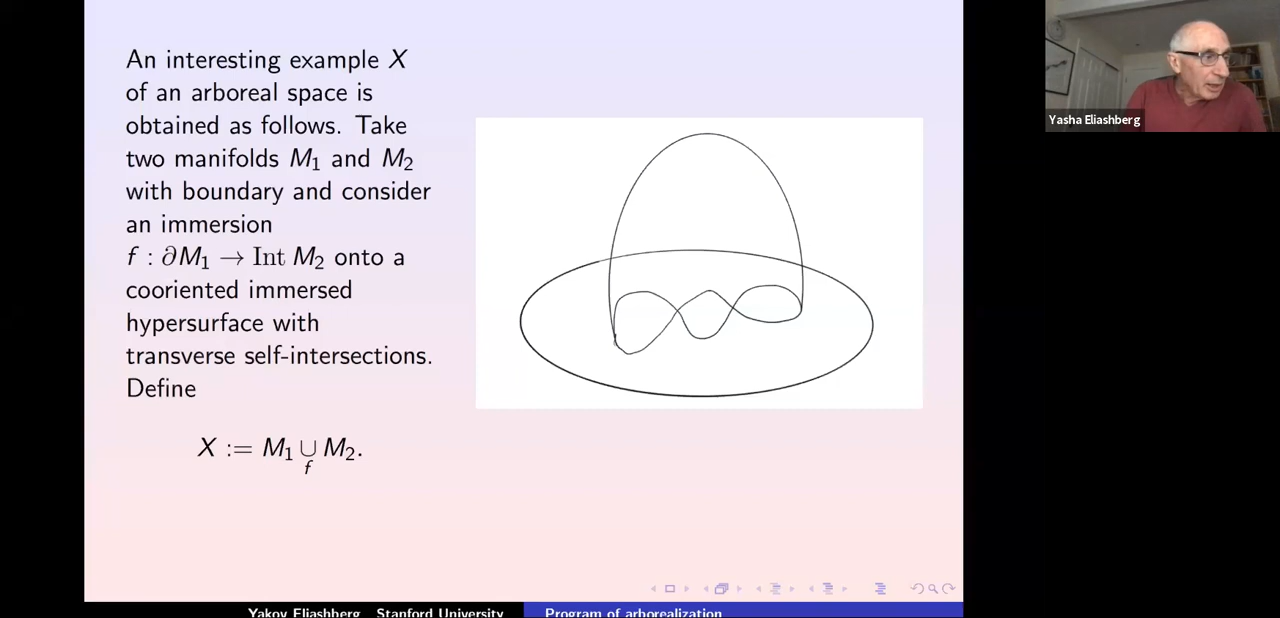 An interesting example X
of an arboreal space is
obtained as follows. Take
two manifolds M₁ and M₂
with boundary and consider
an immersion
f : ∂M₁ → Int M₂ onto a
cooriented immersed
hypersurface with
transverse self-intersections.
Define
X := M₁ ∪_f M₂.
Yasha Eliashberg
Yakov Eliashberg Stanford University
Program of arborealization